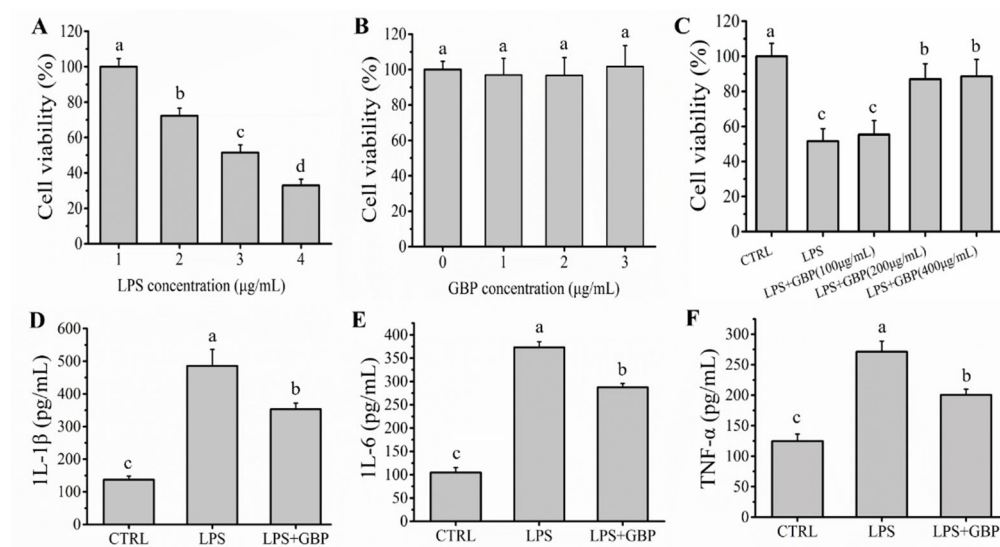 A
Cell viability (%)
120
100
80
60
40
20
0
a
b
c
d
1 2 3 4
LPS concentration (μg/mL)
B
Cell viability (%)
120
100
80
60
40
20
0
a a a a
0 1 2 3
GBP concentration (μg/mL)
C
Cell viability (%)
120
100
80
60
40
20
0
a
c
c
b
b
CTRL
LPS
LPS+GBP(100μg/mL)
LPS+GBP(200μg/mL)
LPS+GBP(400μg/mL)
D
1L-1β (pg/mL)
600
500
400
300
200
100
0
c
a
b
CTRL LPS LPS+GBP
E
1L-6 (pg/mL)
400
350
300
250
200
150
100
50
0
c
a
b
CTRL LPS LPS+GBP
F
TNF-α (pg/mL)
300
250
200
150
100
50
0
c
a
b
CTRL LPS LPS+GBP